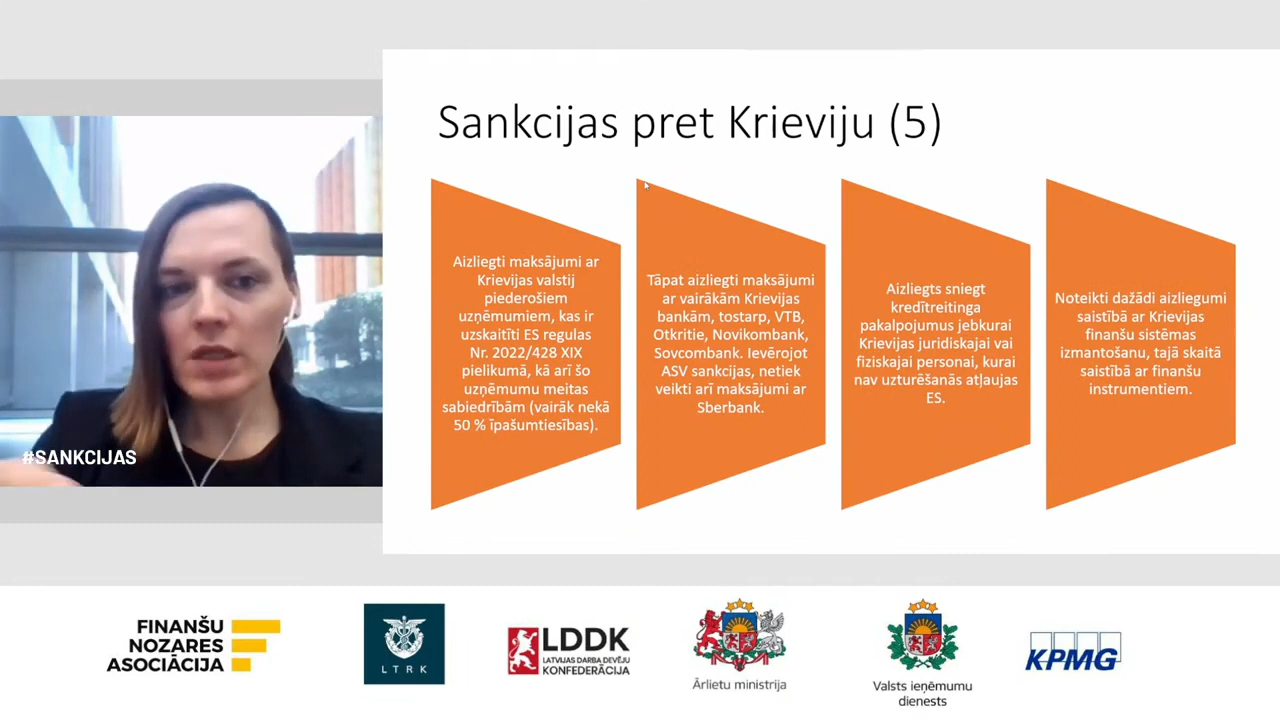 Sankcijas pret Krieviju (5)
Aizliegti maksājumi ar
Krievijas valstij
piederošiem
uzņēmumiem, kas ir
uzskaitīti ES regulas
Nr. 2022/428 XIX
pielikumā, kā arī šo
uzņēmumu meitas
sabiedrībām (vairāk nekā
50 % īpašumtiesības).
Tāpat aizliegti maksājumi
ar vairākām Krievijas
bankām, tostarp, VTB,
Otkritie, Novikombank,
Sovcombank. Ievērojot
ASV sankcijas, netiek
veikti arī maksājumi ar
Sberbank.
Aizliegts sniegt
kredītreitinga
pakalpojumus jebkurai
Krievijas juridiskajai vai
fiziskajai personai, kurai
nav uzturēšanās atļaujas
ES.
Noteikti dažādi aizliegumi
saistībā ar Krievijas
finanšu sistēmas
izmantošanu, tajā skaitā
saistībā ar finanšu
instrumentiem.
#SANKCIJAS
FINANŠU
NOZARES
ASOCIĀCIJA
LTRK
LDDK
LATVIJAS DARBA DEVĒJU
KONFEDERĀCIJA
Ārlietu ministrija
Valsts ieņēmumu
dienests
KPMG